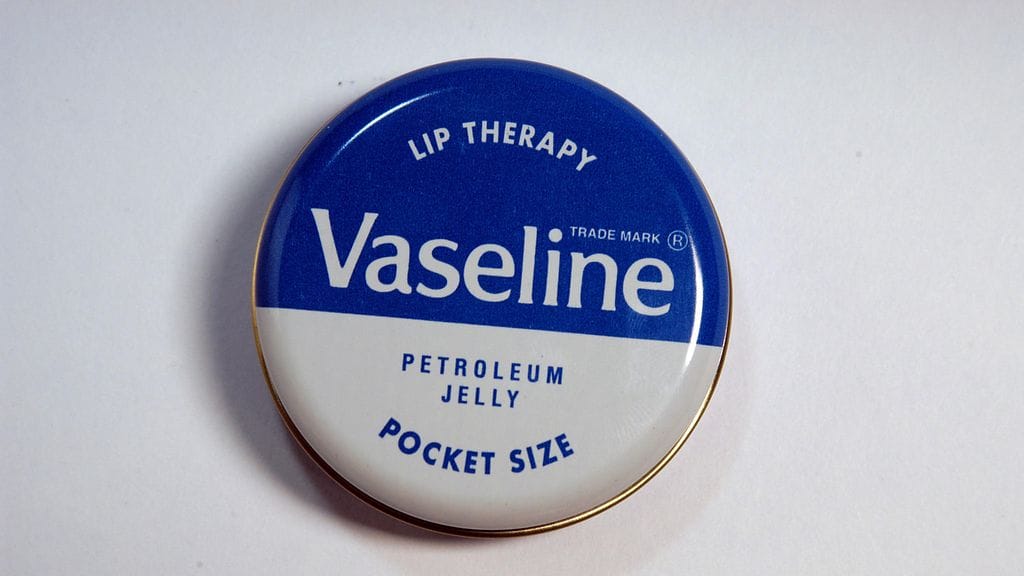 LIP THERAPY
TRADE MARK ®
Vaseline
PETROLEUM
JELLY
POCKET SIZE